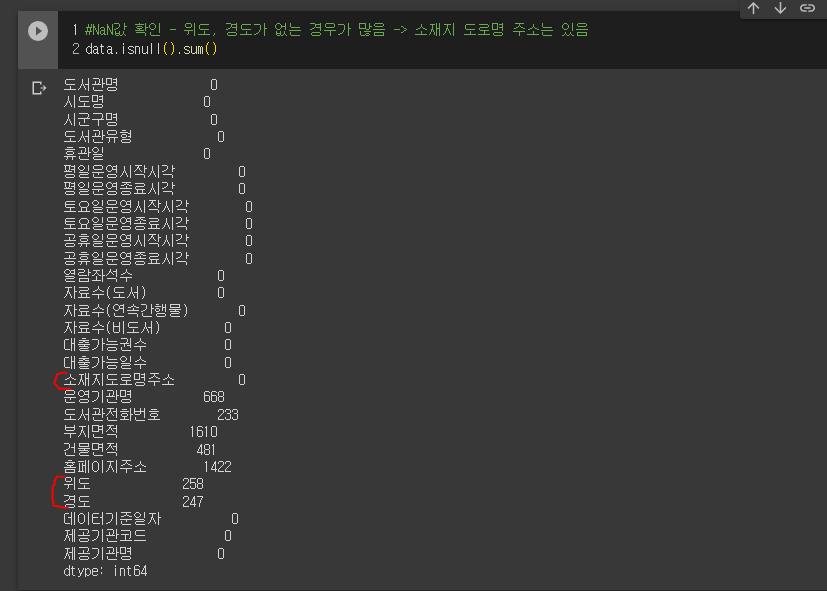 1 #NaN값 확인 - 위도, 경도가 없는 경우가 많음 -> 소재지 도로명 주소는 있음
2 data.isnull().sum()
도서관명 0
시도명 0
시군구명 0
도서관유형 0
휴관일 0
평일운영시작시각 0
평일운영종료시각 0
토요일운영시작시각 0
토요일운영종료시각 0
공휴일운영시작시각 0
공휴일운영종료시각 0
열람좌석수 0
자료수(도서) 0
자료수(연속간행물) 0
자료수(비도서) 0
대출가능권수 0
대출가능일수 0
소재지도로명주소 0
운영기관명 668
도서관전화번호 233
부지면적 1610
건물면적 481
홈페이지주소 1422
위도 258
경도 247
데이터기준일자 0
제공기관코드 0
제공기관명 0
dtype: int64